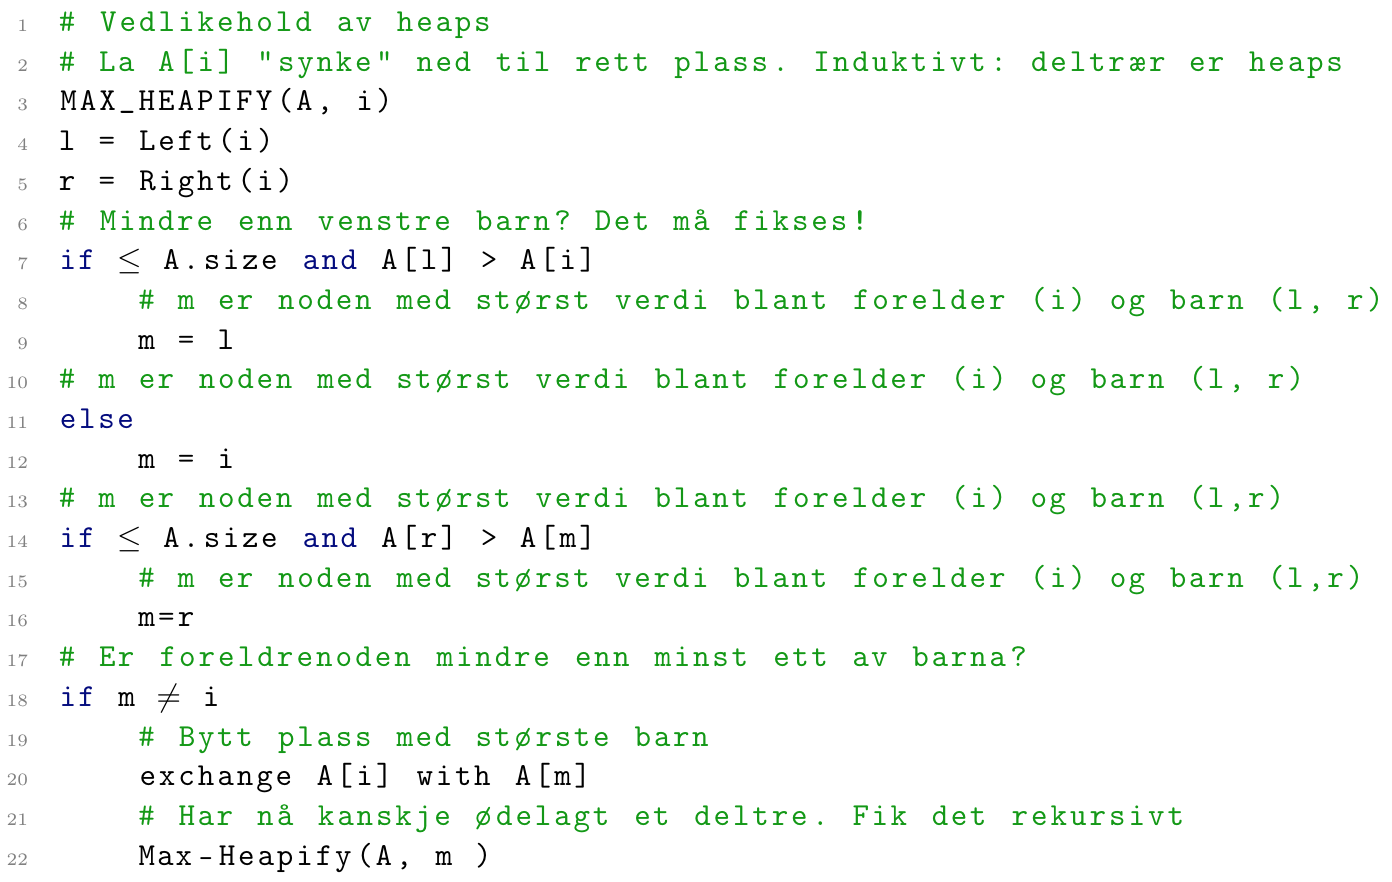 1 # Vedlikehold av heaps
2 # La A[i] "synke" ned til rett plass. Induktivt: deltrær er heaps
3 MAX_HEAPIFY(A, i)
4 l = Left(i)
5 r = Right(i)
6 # Mindre enn venstre barn? Det må fikses!
7 if ≤ A.size and A[l] > A[i]
8 # m er noden med størst verdi blant forelder (i) og barn (l, r)
9 m = l
10 # m er noden med størst verdi blant forelder (i) og barn (l, r)
11 else
12 m = i
13 # m er noden med størst verdi blant forelder (i) og barn (l,r)
14 if ≤ A.size and A[r] > A[m]
15 # m er noden med størst verdi blant forelder (i) og barn (l,r)
16 m=r
17 # Er foreldrenoden mindre enn minst ett av barna?
18 if m ≠ i
19 # Bytt plass med største barn
20 exchange A[i] with A[m]
21 # Har nå kanskje ødelagt et deltre. Fik det rekursivt
22 Max-Heapify(A, m )